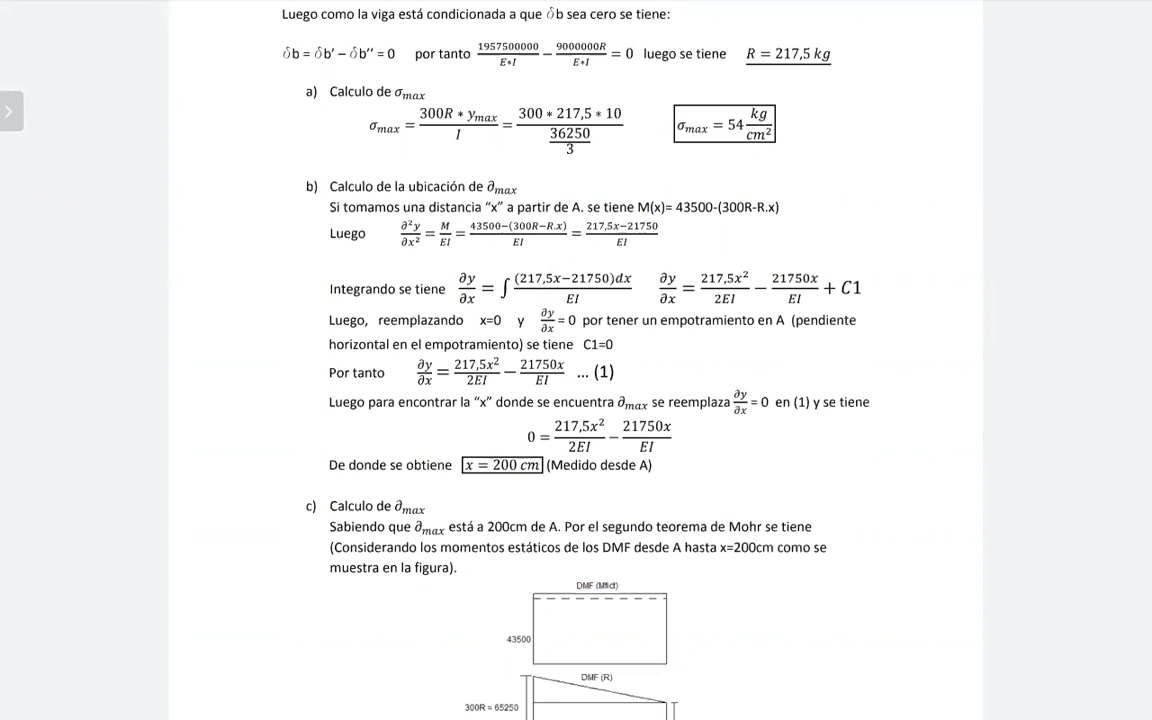 Luego como la viga está condicionada a que δb sea cero se tiene:
δb = δb' – δb'' = 0 por tanto 1957500000/E*I − 9000000R/E*I = 0 luego se tiene R = 217,5 kg
a) Calculo de σmax
σmax = 300R * ymax / I = 300 * 217,5 * 10 / (36250/3) σmax = 54 kg/cm²
b) Calculo de la ubicación de ∂max
Si tomamos una distancia “x” a partir de A. se tiene M(x)= 43500-(300R-R.x)
Luego ∂²y/∂x² = M/EI = 43500−(300R−R.x)/EI = 217,5x−21750/EI
Integrando se tiene ∂y/∂x = ∫ (217,5x−21750)dx/EI ∂y/∂x = 217,5x²/2EI − 21750x/EI + C1
Luego, reemplazando x=0 y ∂y/∂x = 0 por tener un empotramiento en A (pendiente
horizontal en el empotramiento) se tiene C1=0
Por tanto ∂y/∂x = 217,5x²/2EI − 21750x/EI ... (1)
Luego para encontrar la “x” donde se encuentra ∂max se reemplaza ∂y/∂x = 0 en (1) y se tiene
0 = 217,5x²/2EI − 21750x/EI
De donde se obtiene x = 200 cm (Medido desde A)
c) Calculo de ∂max
Sabiendo que ∂max está a 200cm de A. Por el segundo teorema de Mohr se tiene
(Considerando los momentos estáticos de los DMF desde A hasta x=200cm como se
muestra en la figura).
DMF (Mfict)
43500
DMF (R)
300R = 65250